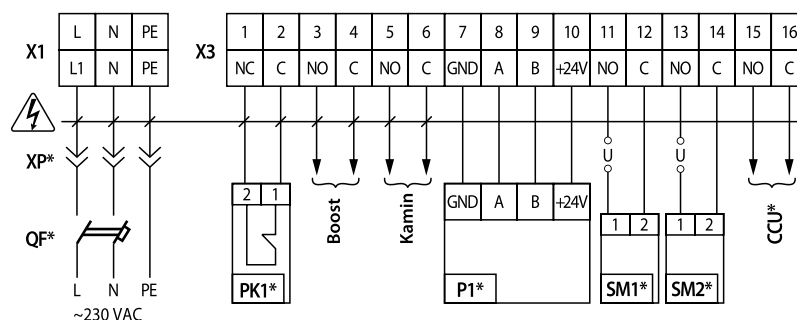 L N PE 1 2 3 4 5 6 7 8 9 10 11 12 13 14 15 16
X1 X3
L1 N PE NC C NO C NO C GND A B +24V NO C NO C NO C
XP*
U U
2 1 GND A B +24V
Boost
Kamin
CCU*
1 2 1 2
QF*
L N PE
PK1* P1* SM1* SM2*
~230 VAC